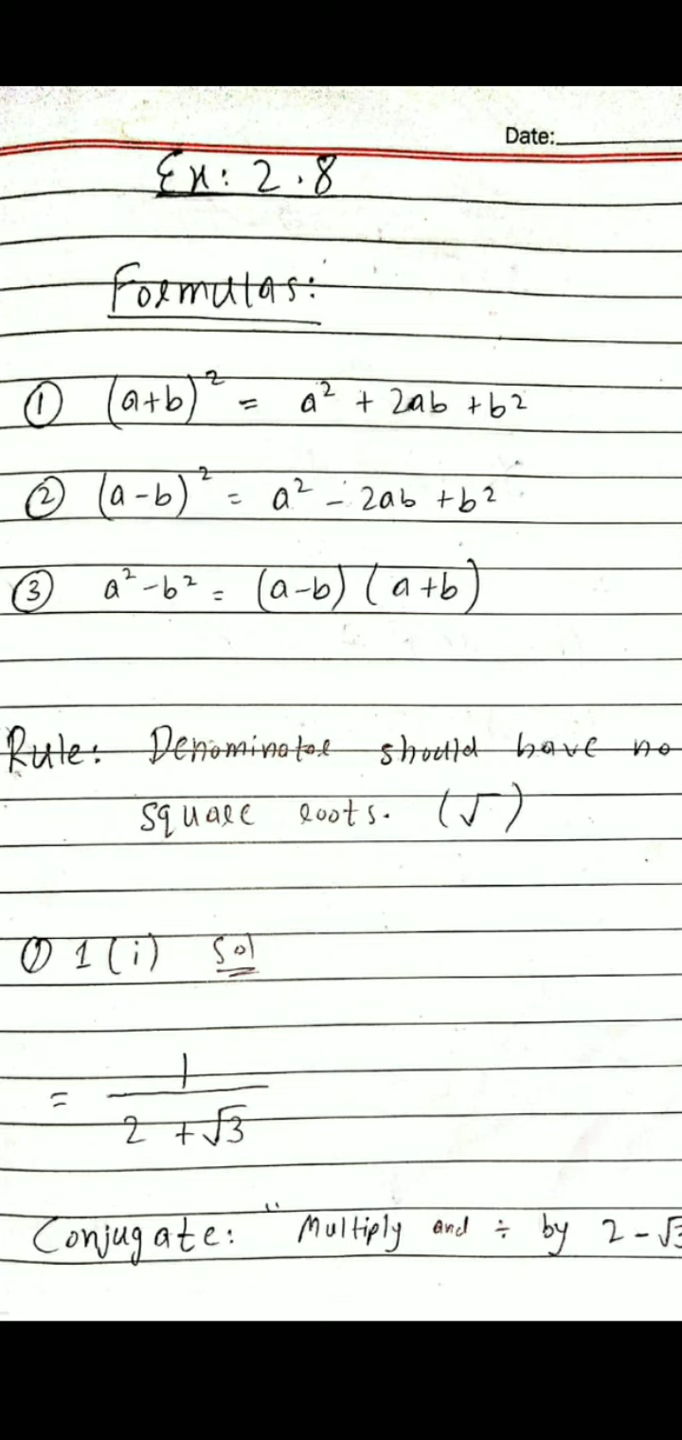 Date:
Ex: 2.8
Formulas:
① (a+b)² = a² + 2ab + b²
② (a-b)² = a² - 2ab + b²
③ a² - b² = (a-b) (a+b)
Rule: Denominator should have no
square roots. (√)
① 1 (i) Sol
= 1
2 + √3
Conjugate: " Multiply and ÷ by 2 - √3